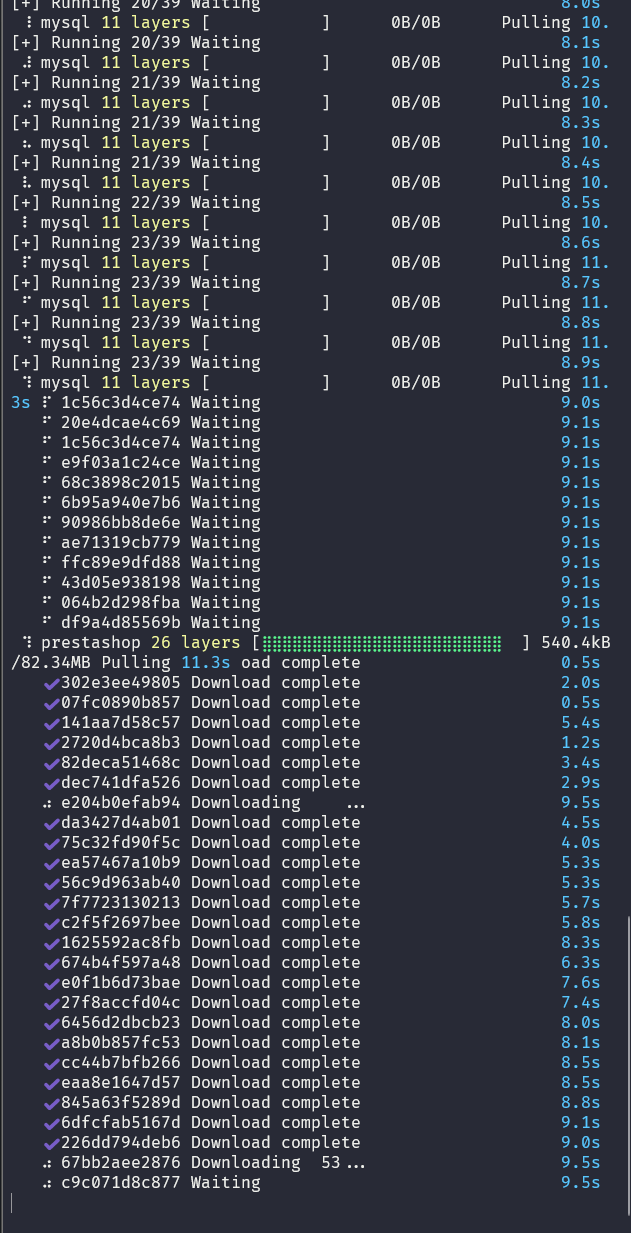 [+] Running 20/39 Waiting 8.0s
mysql 11 layers [ ] 0B/0B Pulling 10.
[+] Running 20/39 Waiting 8.1s
mysql 11 layers [ ] 0B/0B Pulling 10.
[+] Running 21/39 Waiting 8.2s
mysql 11 layers [ ] 0B/0B Pulling 10.
[+] Running 21/39 Waiting 8.3s
mysql 11 layers [ ] 0B/0B Pulling 10.
[+] Running 21/39 Waiting 8.4s
mysql 11 layers [ ] 0B/0B Pulling 10.
[+] Running 22/39 Waiting 8.5s
mysql 11 layers [ ] 0B/0B Pulling 10.
[+] Running 23/39 Waiting 8.6s
mysql 11 layers [ ] 0B/0B Pulling 11.
[+] Running 23/39 Waiting 8.7s
mysql 11 layers [ ] 0B/0B Pulling 11.
[+] Running 23/39 Waiting 8.8s
mysql 11 layers [ ] 0B/0B Pulling 11.
[+] Running 23/39 Waiting 8.9s
mysql 11 layers [ ] 0B/0B Pulling 11.
3s 1c56c3d4ce74 Waiting 9.0s
20e4dcae4c69 Waiting 9.1s
1c56c3d4ce74 Waiting 9.1s
e9f03a1c24ce Waiting 9.1s
68c3898c2015 Waiting 9.1s
6b95a940e7b6 Waiting 9.1s
90986bb8de6e Waiting 9.1s
ae71319cb779 Waiting 9.1s
ffc89e9dfd88 Waiting 9.1s
43d05e938198 Waiting 9.1s
064b2d298fba Waiting 9.1s
df9a4d85569b Waiting 9.1s
prestashop 26 layers [ ] 540.4kB
/82.34MB Pulling 11.3s oad complete 0.5s
302e3ee49805 Download complete 2.0s
07fc0890b857 Download complete 0.5s
141aa7d58c57 Download complete 5.4s
2720d4bca8b3 Download complete 1.2s
82deca51468c Download complete 3.4s
dec741dfa526 Download complete 2.9s
e204b0efab94 Downloading ... 9.5s
da3427d4ab01 Download complete 4.5s
75c32fd90f5c Download complete 4.0s
ea57467a10b9 Download complete 5.3s
56c9d963ab40 Download complete 5.3s
7f7723130213 Download complete 5.7s
c2f5f2697bee Download complete 5.8s
1625592ac8fb Download complete 8.3s
674b4f597a48 Download complete 6.3s
e0f1b6d73bae Download complete 7.6s
27f8accfd04c Download complete 7.4s
6456d2dbcb23 Download complete 8.0s
a8b0b857fc53 Download complete 8.1s
cc44b7bfb266 Download complete 8.5s
eaa8e1647d57 Download complete 8.5s
845a63f5289d Download complete 8.8s
6dfcfab5167d Download complete 9.1s
226dd794deb6 Download complete 9.0s
67bb2aee2876 Downloading 53... 9.5s
c9c071d8c877 Waiting 9.5s